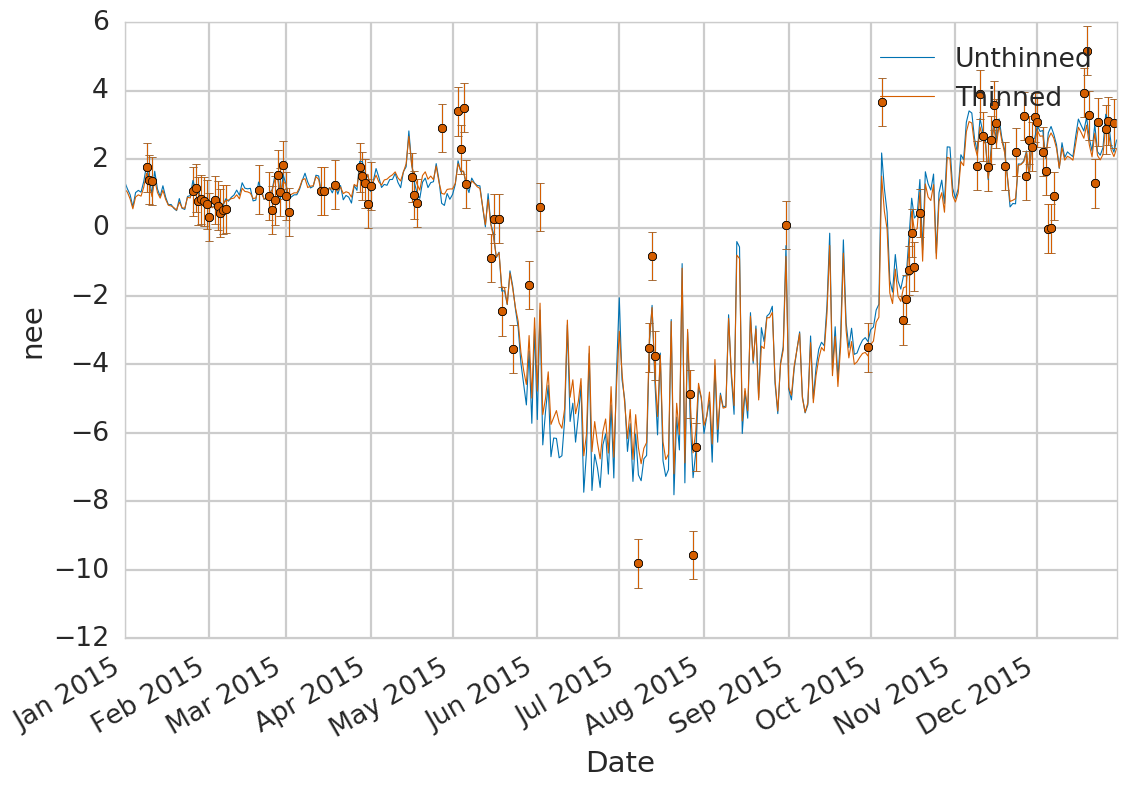 6
4
2
0
−2
−4
−6
−8
−10
−12
nee
Unthinned
Thinned
Jan 2015
Feb 2015
Mar 2015
Apr 2015
May 2015
Jun 2015
Jul 2015
Aug 2015
Sep 2015
Oct 2015
Nov 2015
Dec 2015
Date